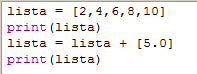 lista = [2,4,6,8,10]
print(lista)
lista = lista + [5.0]
print(lista)